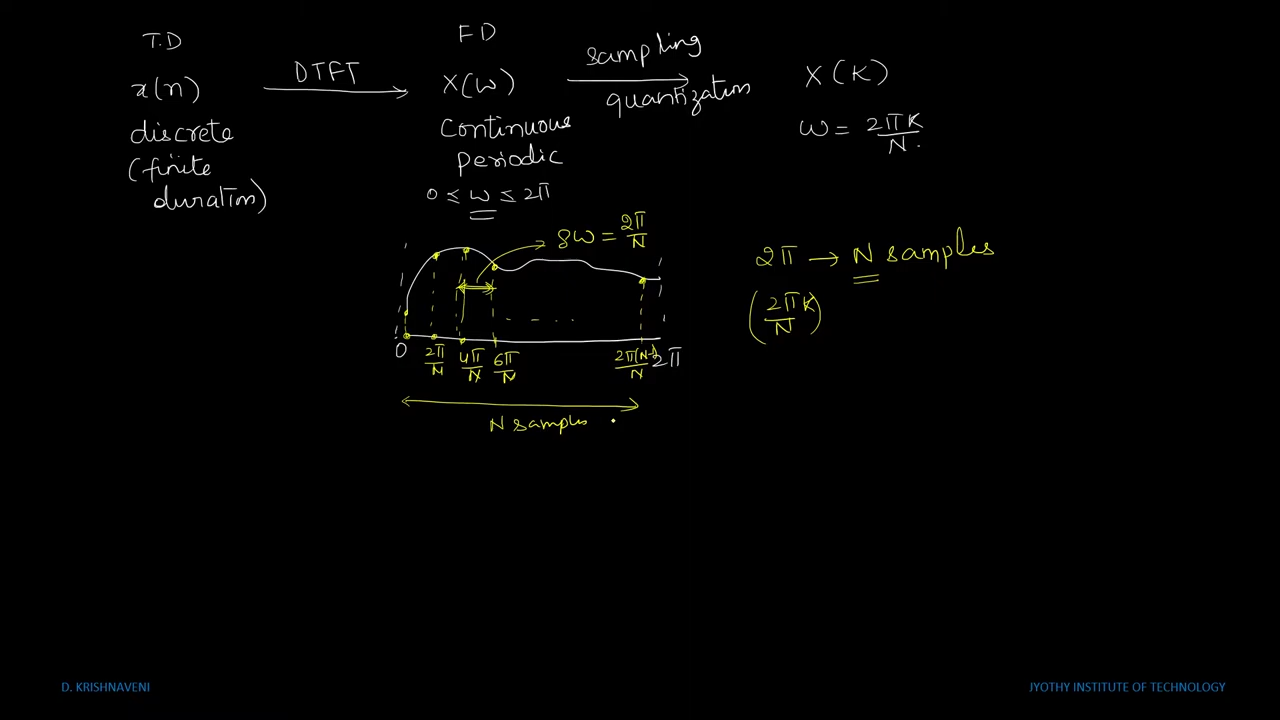 T.D
FD
x(n) DTFT X(ω) sampling quantization X(K)
discrete
(finite
duration)
continuous
periodic
0 ≤ ω ≤ 2π
ω = 2πK/N
δω = 2π/N
2π → N samples
(2πK/N)
0 2π/N 4π/N 6π/N 2π(N-1)/N 2π
N samples
D. KRISHNAVENI
JYOTHY INSTITUTE OF TECHNOLOGY